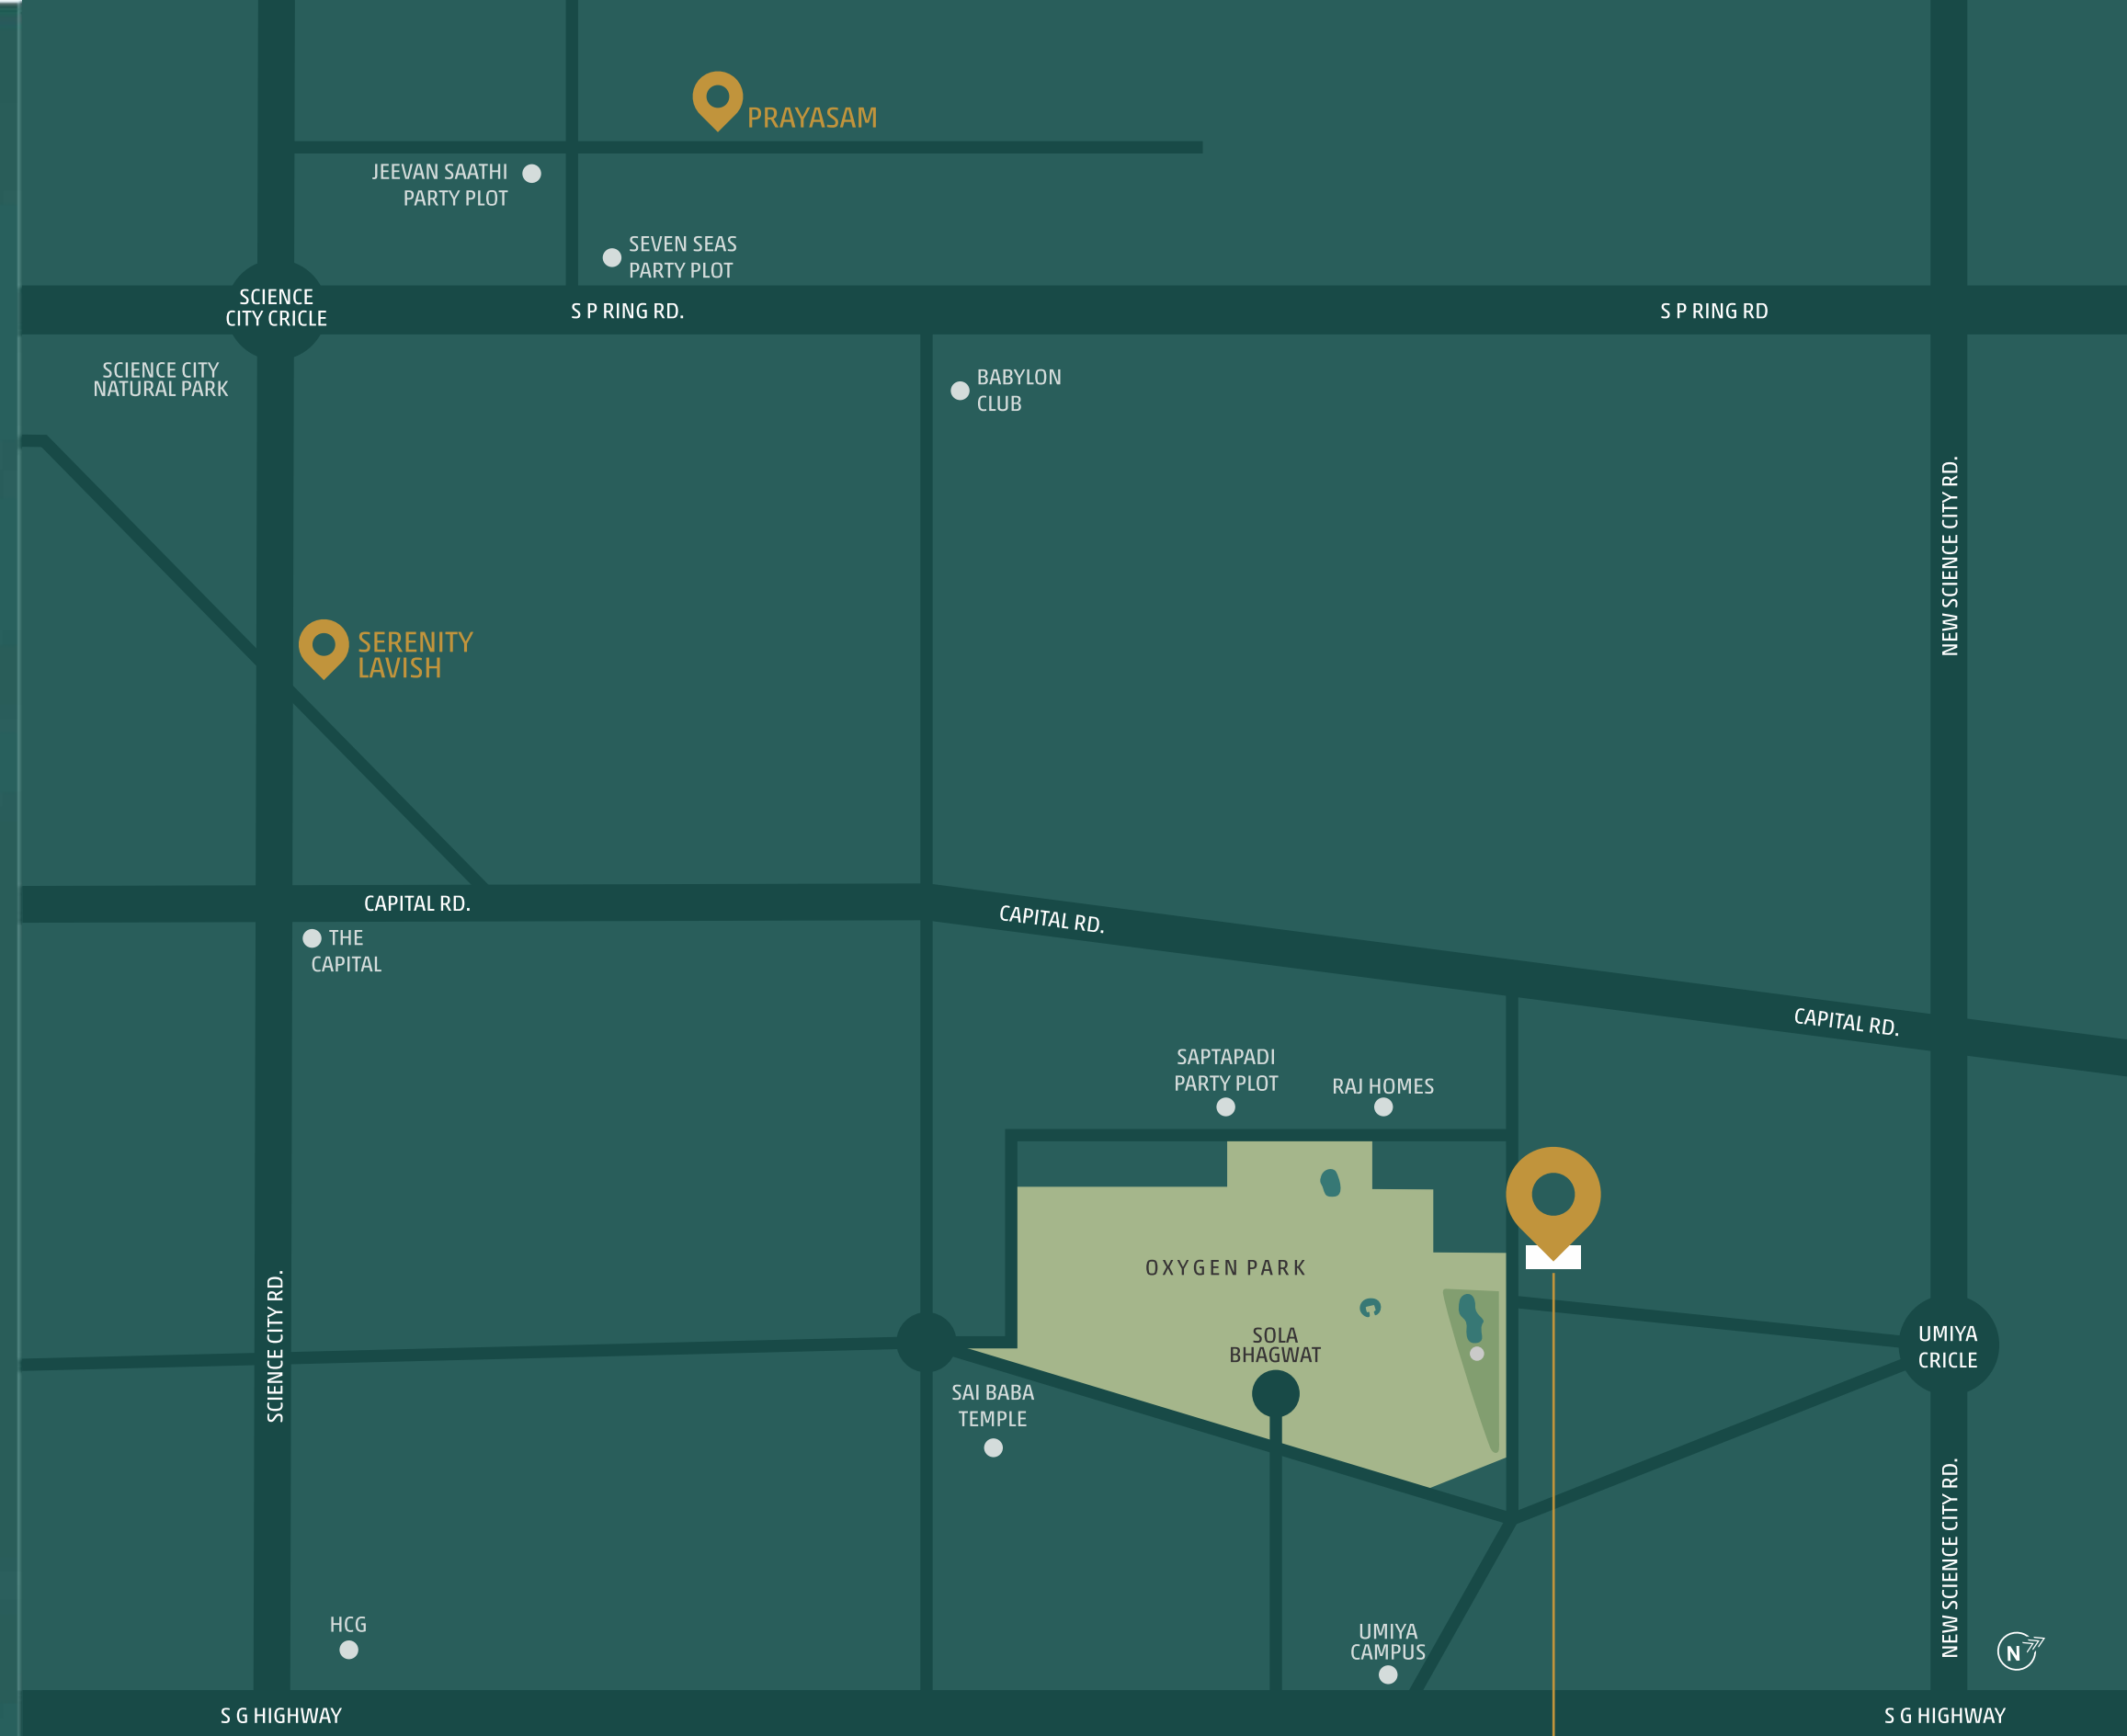 PRAYASAM
JEEVAN SAATHI
PARTY PLOT
SEVEN SEAS
PARTY PLOT
SCIENCE
CITY CRICLE
S P RING RD.
S P RING RD
SCIENCE CITY
NATURAL PARK
BABYLON
CLUB
NEW SCIENCE CITY RD.
SERENITY
LAVISH
CAPITAL RD.
CAPITAL RD.
CAPITAL RD.
THE
CAPITAL
SAPTAPADI
PARTY PLOT
RAJ HOMES
OXYGEN PARK
SOLA
BHAGWAT
UMIYA
CRICLE
SCIENCE CITY RD.
SAI BABA
TEMPLE
NEW SCIENCE CITY RD.
HCG
UMIYA
CAMPUS
N
S G HIGHWAY
S G HIGHWAY